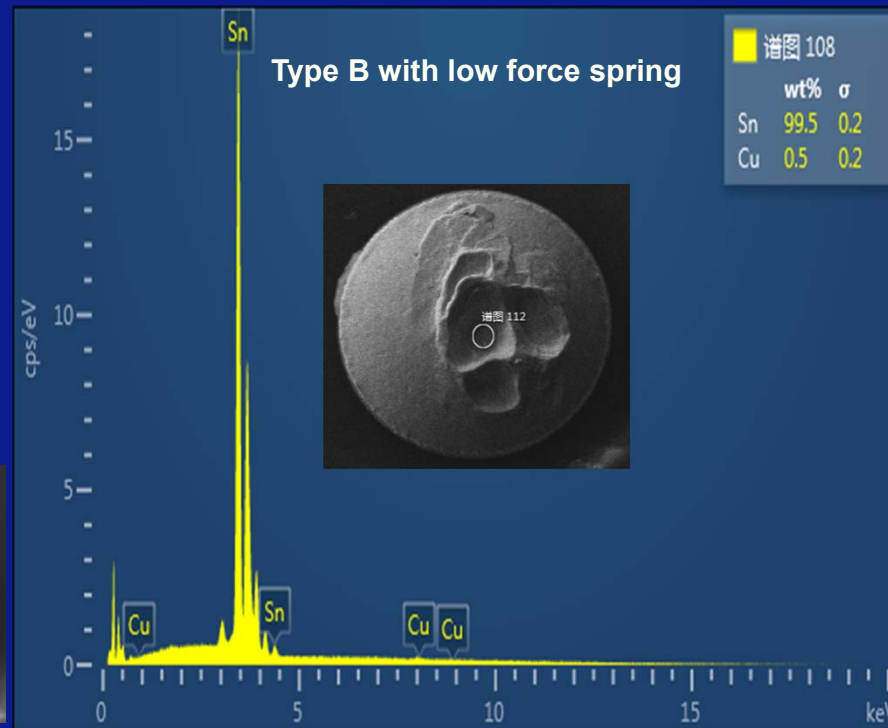 Type B with low force spring
谱图 108
wt% σ
Sn 99.5 0.2
Cu 0.5 0.2
Sn
15
10
5
0
cps/eV
谱图 112
Cu
Sn
Cu
Cu
0 5 10 15 keV